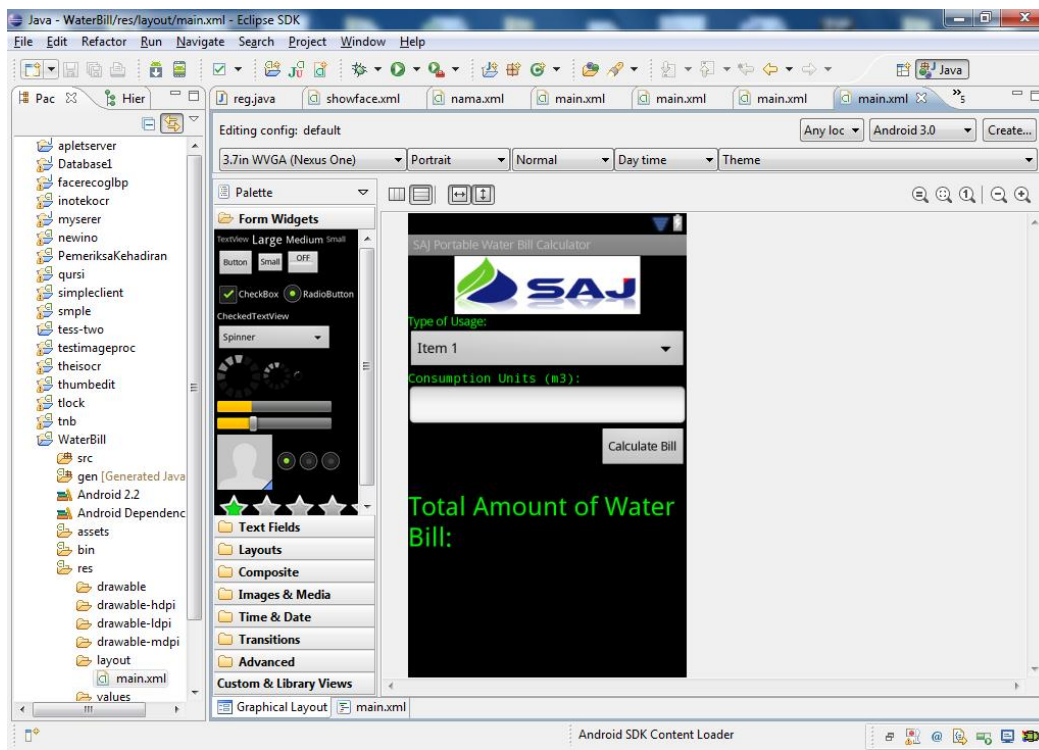 Java - WaterBill/res/layout/main.xml - Eclipse SDK
File Edit Refactor Run Navigate Search Project Window Help
Java
Pac Hier
reg.java showface.xml nama.xml main.xml main.xml main.xml main.xml »5
Editing config: default Any loc Android 3.0 Create...
3.7in WVGA (Nexus One) Portrait Normal Day time Theme
apletserver
Database1
facerecoglbp
inotekocr
myserer
newino
PemeriksaKehadiran
qursi
simpleclient
smple
tess-two
testimageproc
theisocr
thumbedit
tlock
tnb
WaterBill
src
gen [Generated Java
Android 2.2
Android Dependenc
assets
bin
res
drawable
drawable-hdpi
drawable-ldpi
drawable-mdpi
layout
main.xml
values
Palette
Form Widgets
TextView Large Medium Small
Button Small OFF
CheckBox RadioButton
CheckedTextView
Spinner
Text Fields
Layouts
Composite
Images & Media
Time & Date
Transitions
Advanced
Custom & Library Views
SAJ Portable Water Bill Calculator
SAJ
Type of Usage:
Item 1
Consumption Units (m3):
Calculate Bill
Total Amount of Water
Bill:
Graphical Layout main.xml
Android SDK Content Loader